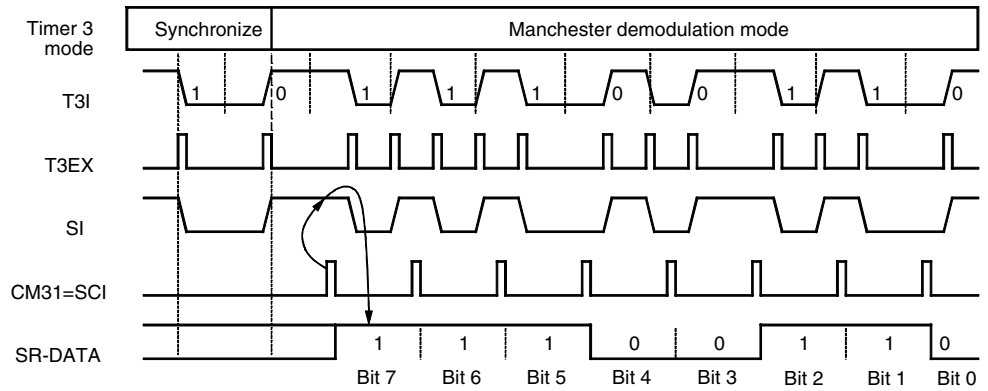 Timer 3 mode
Synchronize
Manchester demodulation mode
T3I
1 0 1 1 1 0 0 1 1 0
T3EX
SI
CM31=SCI
SR-DATA
1 1 1 0 0 1 1 0
Bit 7 Bit 6 Bit 5 Bit 4 Bit 3 Bit 2 Bit 1 Bit 0